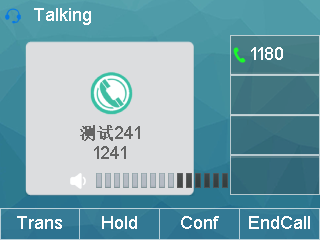 Talking
1180
测试241
1241
Trans
Hold
Conf
EndCall